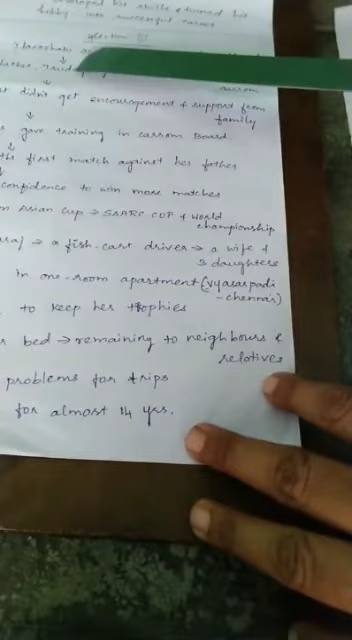 developed his skills & turned his
hobby into successful career
Section III
didn't get encouragement & support from
family
gave training in carrom Board.
the first match against her father
confidence to win more matches
Asian Cup → SAARC CUP & World
championship
raj → a fish-cart driver → a wife &
3 daughters
in one-room apartment (Vyasarpadi
- chennai)
to keep her trophies
bed → remaining to neighbours &
relatives
problems for trips
for almost 14 yrs.